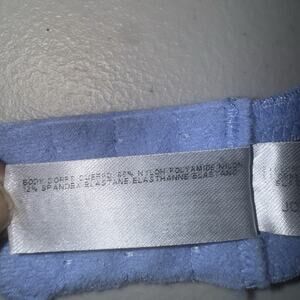 BODY CORPS CUERPO: 88% NYLON POLYAMIDE NILON
12% SPANDEX ELASTANE ELASTHANNE ELASTANO